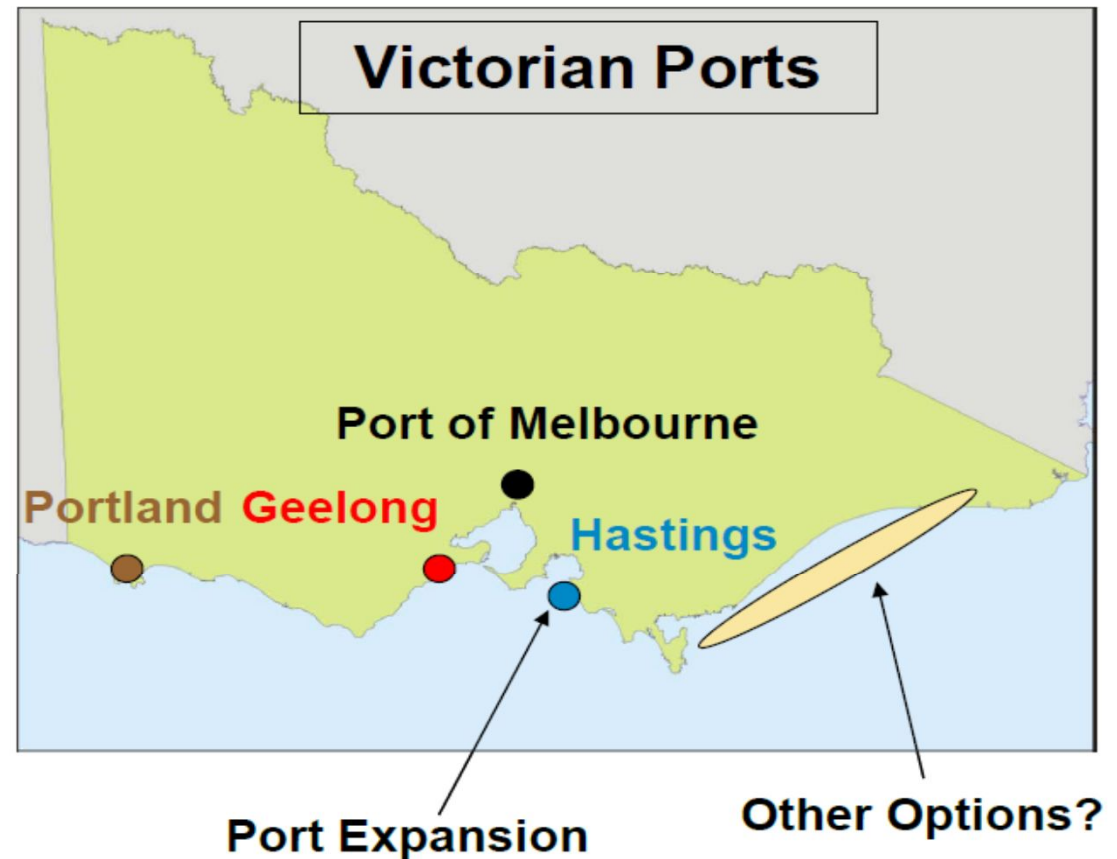 Victorian Ports
Port of Melbourne
Portland Geelong
Hastings
Port Expansion
Other Options?